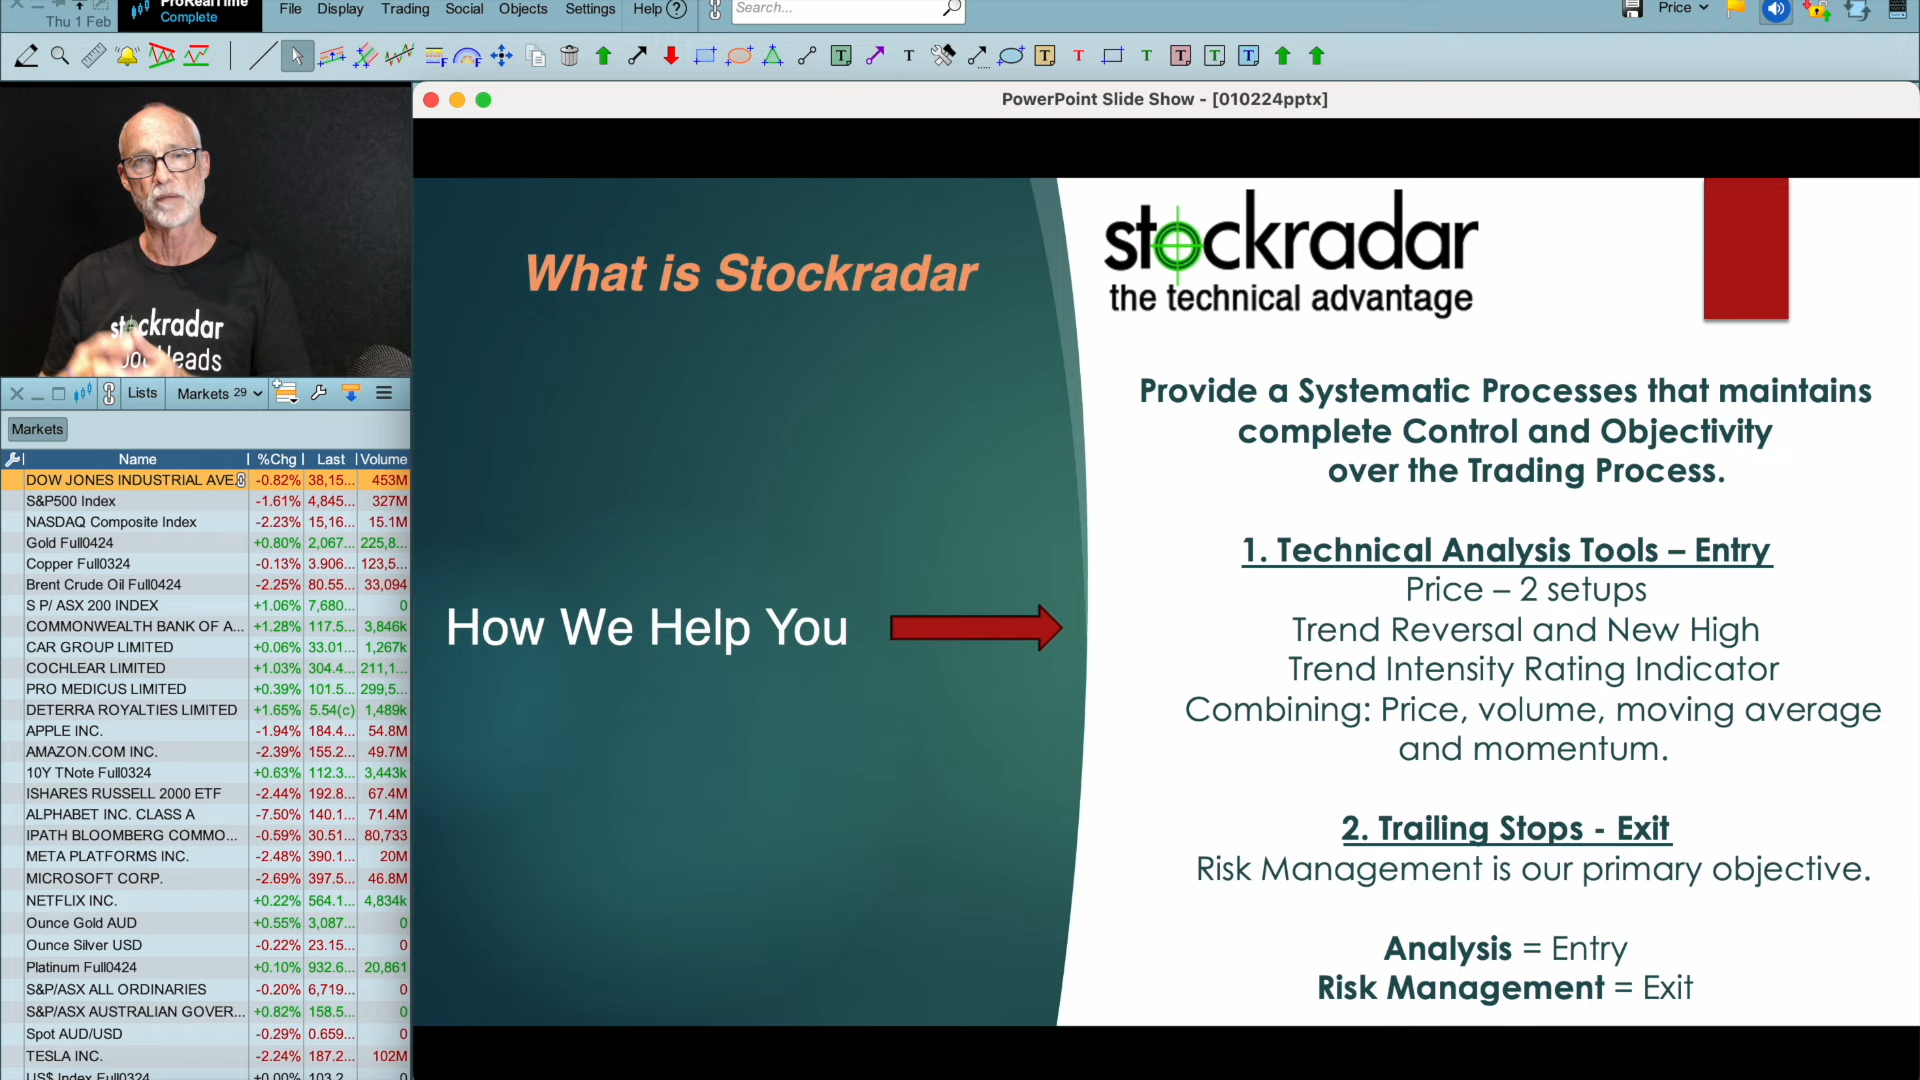 ProRealTime
Complete
Thu 1 Feb
File Display Trading Social Objects Settings Help ?
Search...
Price
PowerPoint Slide Show - [010224pptx]
stockradar
What is Stockradar
How We Help You
stockradar
the technical advantage
Provide a Systematic Processes that maintains
complete Control and Objectivity
over the Trading Process.
1. Technical Analysis Tools – Entry
Price – 2 setups
Trend Reversal and New High
Trend Intensity Rating Indicator
Combining: Price, volume, moving average
and momentum.
2. Trailing Stops - Exit
Risk Management is our primary objective.
Analysis = Entry
Risk Management = Exit
Lists Markets 29
Markets
Name %Chg Last Volume
DOW JONES INDUSTRIAL AVE. -0.82% 38,15... 453M
S&P500 Index -1.61% 4,845... 327M
NASDAQ Composite Index -2.23% 15,16... 15.1M
Gold Full0424 +0.80% 2,067... 225,8...
Copper Full0324 -0.13% 3.906... 123,5...
Brent Crude Oil Full0424 -2.25% 80.55... 33,094
S P/ ASX 200 INDEX +1.06% 7,680... 0
COMMONWEALTH BANK OF A... +1.28% 117.5... 3,846k
CAR GROUP LIMITED +0.06% 33.01... 1,267k
COCHLEAR LIMITED +1.03% 304.4... 211,1...
PRO MEDICUS LIMITED +0.39% 101.5... 299,5...
DETERRA ROYALTIES LIMITED +1.65% 5.54(c) 1,489k
APPLE INC. -1.94% 184.4... 54.8M
AMAZON.COM INC. -2.39% 155.2... 49.7M
10Y TNote Full0324 +0.63% 112.3... 3,443k
ISHARES RUSSELL 2000 ETF -2.44% 192.8... 67.4M
ALPHABET INC. CLASS A -7.50% 140.1... 71.4M
IPATH BLOOMBERG COMMO... -0.59% 30.51... 80,733
META PLATFORMS INC. -2.48% 390.1... 20M
MICROSOFT CORP. -2.69% 397.5... 46.8M
NETFLIX INC. +0.22% 564.1... 4,834k
Ounce Gold AUD +0.55% 3,087... 0
Ounce Silver USD -0.22% 23.15... 0
Platinum Full0424 +0.10% 932.6... 20,861
S&P/ASX ALL ORDINARIES -0.20% 6,719... 0
S&P/ASX AUSTRALIAN GOVER... +0.82% 158.5... 0
Spot AUD/USD -0.29% 0.659... 0
TESLA INC. -2.24% 187.2... 102M
US$ Index Full0324 +0.00% 103.2... 0